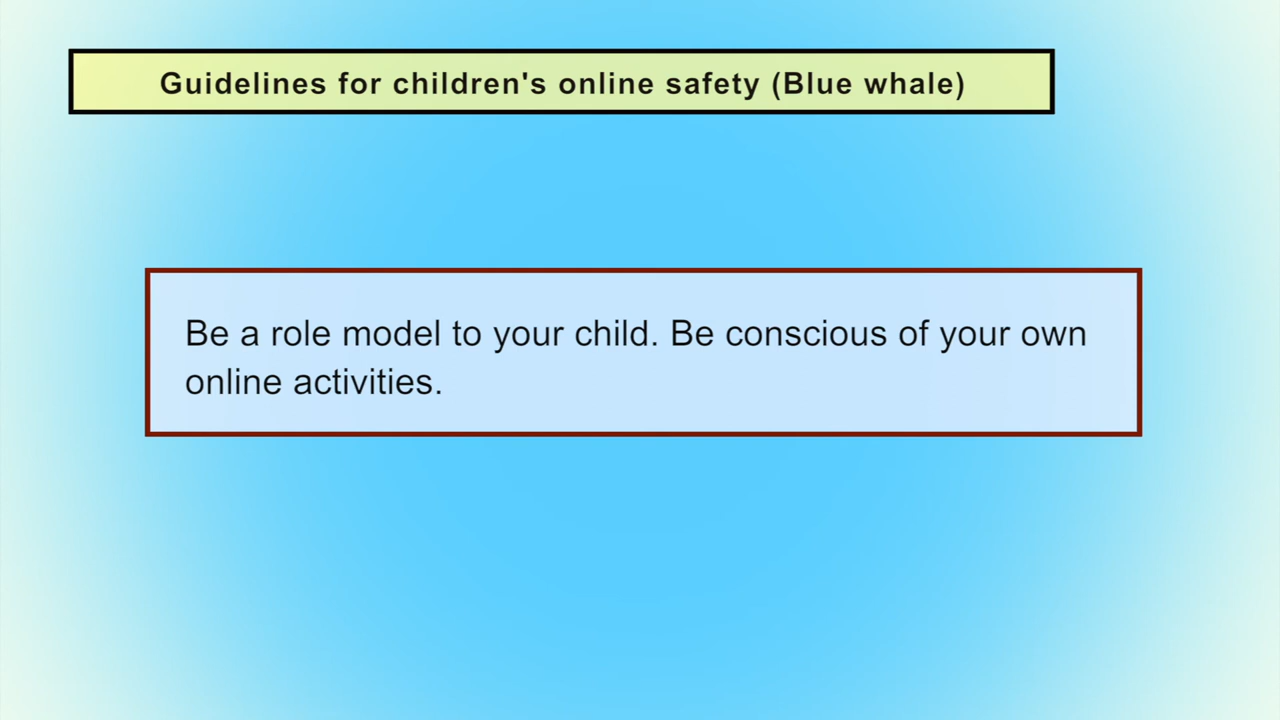 Guidelines for children's online safety (Blue whale)
Be a role model to your child. Be conscious of your own
online activities.